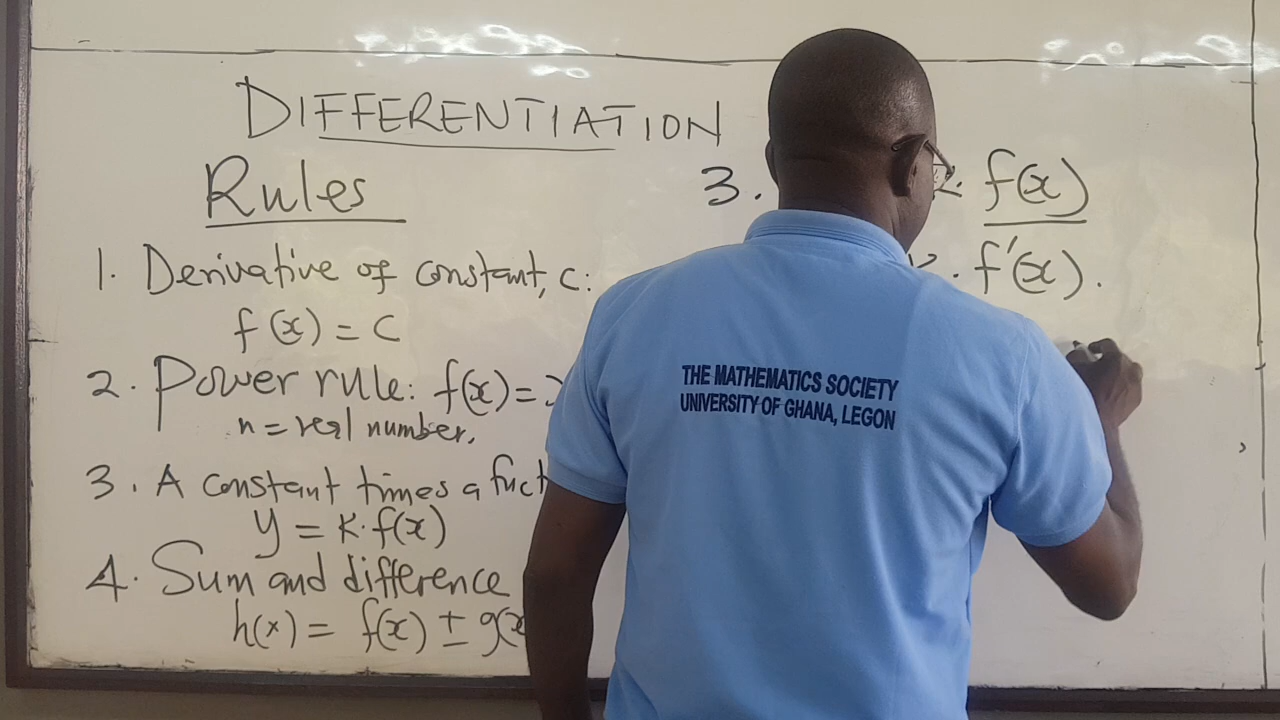 DIFFERENTIATION
Rules
1. Derivative of constant, c:
f(x) = c
2. Power rule: f(x) =
n = real number.
3. A constant times a
y = K·f(x)
4. Sum and difference
h(x) = f(x) ± g(x
3.
· f(x)
· f'(x).
THE MATHEMATICS SOCIETY
UNIVERSITY OF GHANA, LEGON